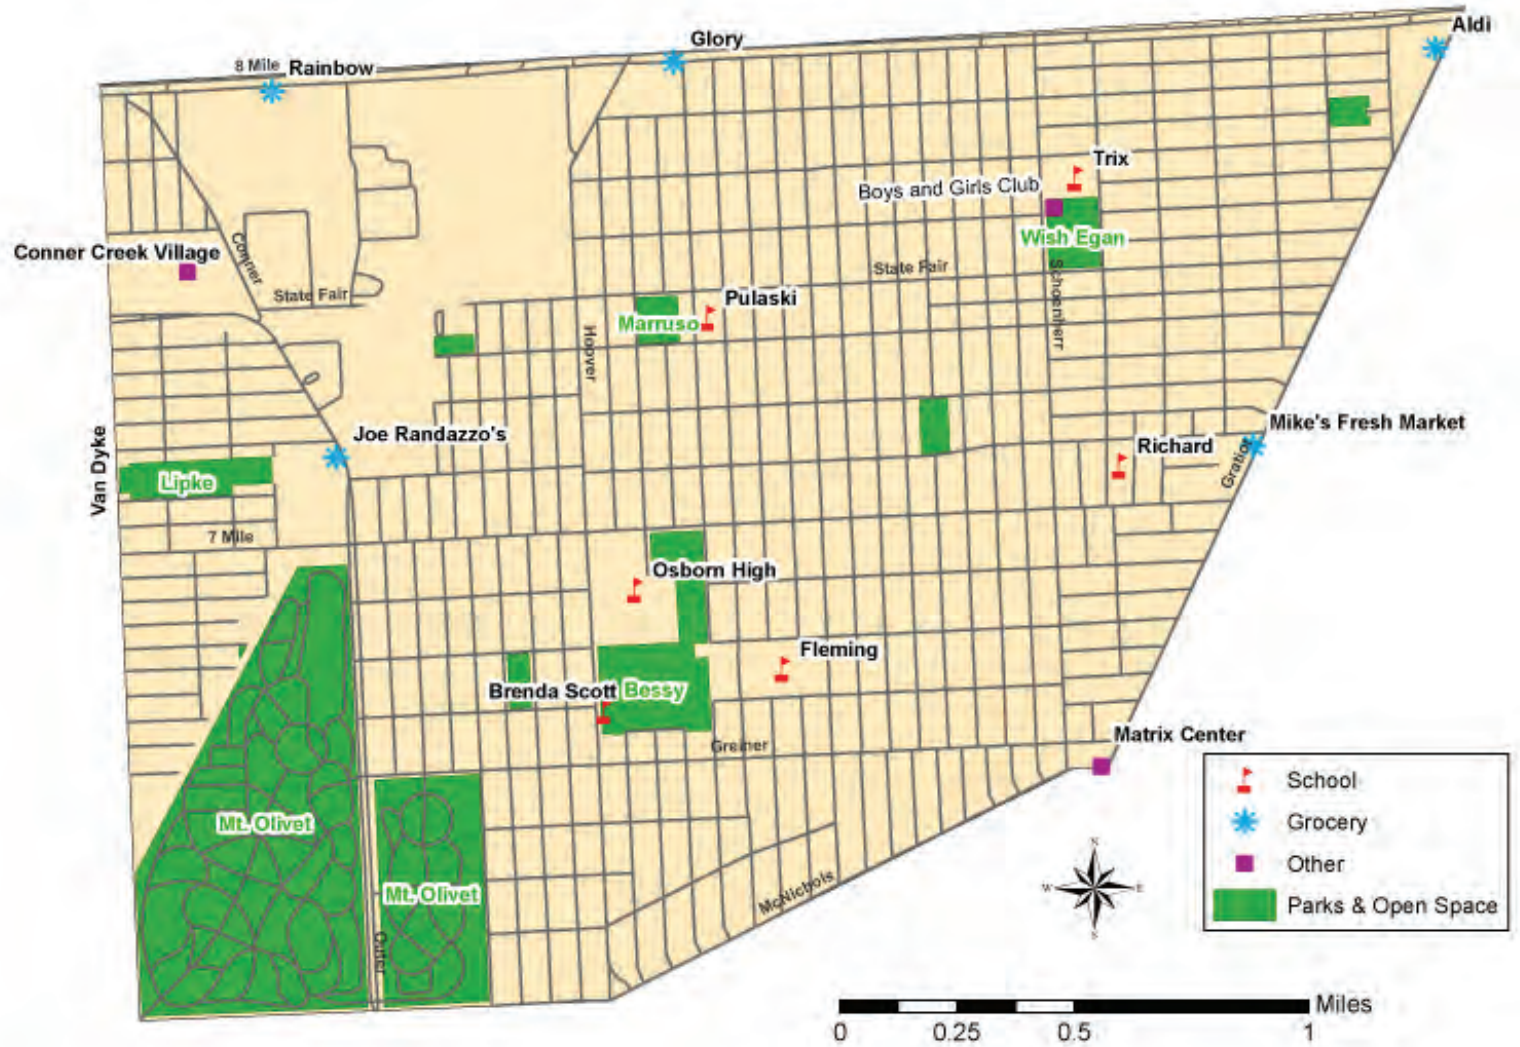 Aldi
Glory
8 Mile
Rainbow
Trix
Boys and Girls Club
Wish Egan
Conner Creek Village
Conner
State Fair
State Fair
Schoenherr
Pulaski
Marruso
Hoover
Joe Randazzo's
Mike's Fresh Market
Richard
Gratiot
Van Dyke
Lipke
7 Mile
Osborn High
Fleming
Brenda Scott
Bessy
Greiner
Matrix Center
Mt. Olivet
Mt. Olivet
McNichols
Outer
School
Grocery
Other
Parks & Open Space
N
W
E
S
Miles
0
0.25
0.5
1